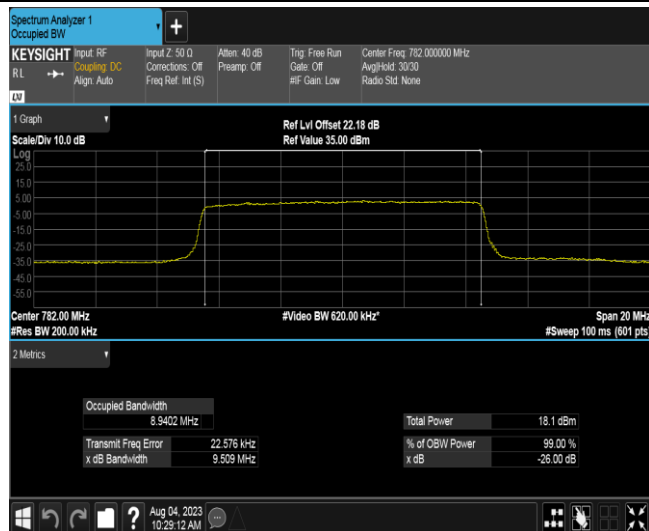 Spectrum Analyzer 1
Occupied BW
+
KEYSIGHT Input: RF Input Z: 50 Ω Atten: 40 dB Trig: Free Run Center Freq: 782.000000 MHz
RL Coupling: DC Corrections: Off Preamp: Off Gate: Off Avg|Hold: 30/30
Align: Auto Freq Ref: Int (S) #IF Gain: Low Radio Std: None
1 Graph
Ref Lvl Offset 22.18 dB
Scale/Div 10.0 dB Ref Value 35.00 dBm
Log
25.0
15.0
5.00
-5.00
-15.0
-25.0
-35.0
-45.0
-55.0
Center 782.00 MHz #Video BW 620.00 kHz* Span 20 MHz
#Res BW 200.00 kHz #Sweep 100 ms (601 pts)
2 Metrics
Occupied Bandwidth
8.9402 MHz Total Power 18.1 dBm
Transmit Freq Error 22.576 kHz % of OBW Power 99.00 %
x dB Bandwidth 9.509 MHz x dB -26.00 dB
? Aug 04, 2023
10:29:12 AM